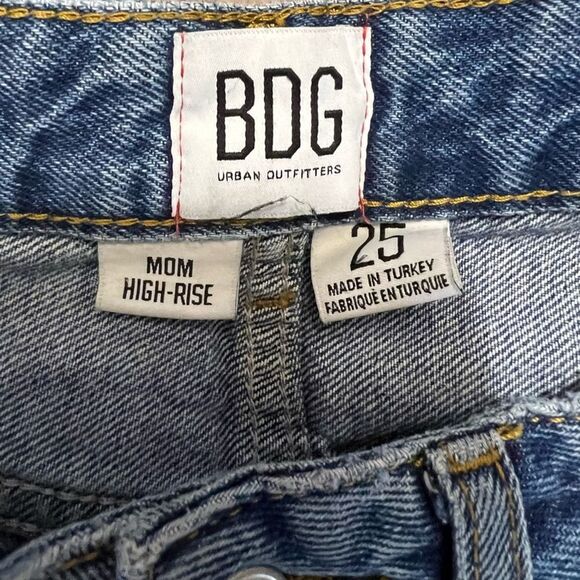 BDG
URBAN OUTFITTERS
MOM
HIGH-RISE
25
MADE IN TURKEY
FABRIQUÉ EN TURQUIE